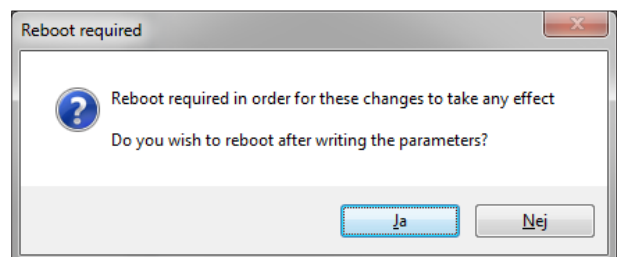 Reboot required
Reboot required in order for these changes to take any effect
Do you wish to reboot after writing the parameters?
Ja
Nej